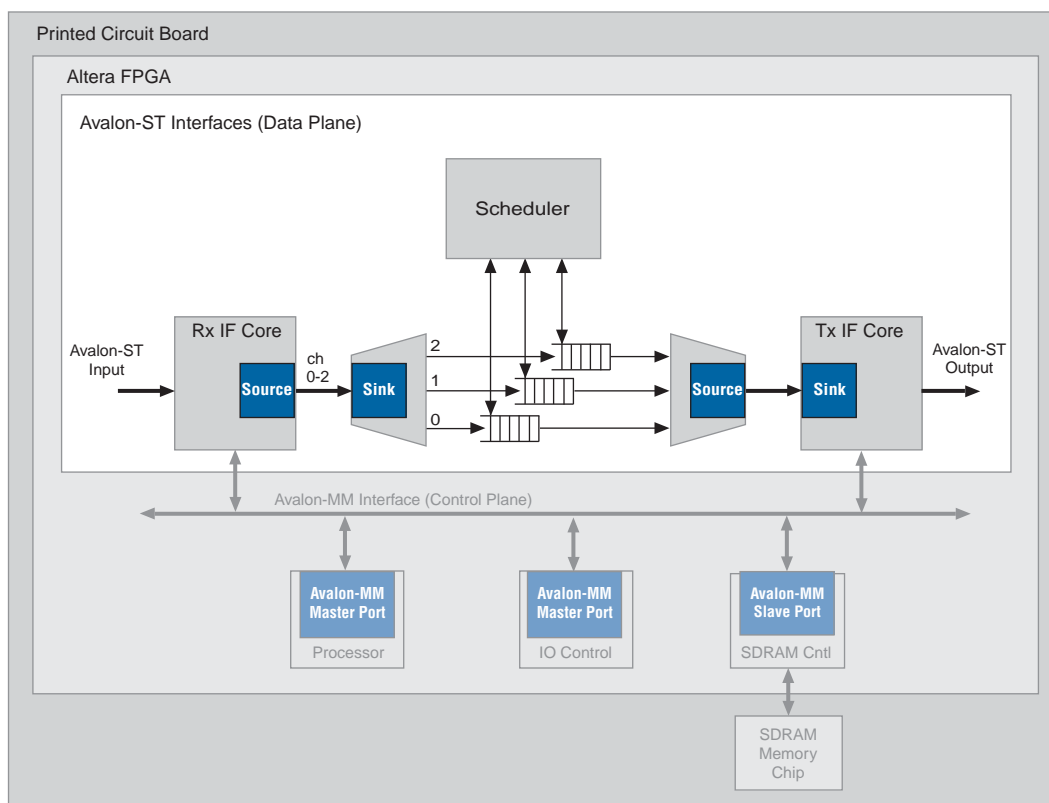 Printed Circuit Board
Altera FPGA
Avalon-ST Interfaces (Data Plane)
Scheduler
Rx IF Core
Tx IF Core
Avalon-ST
Input
Source
ch
0-2
Sink
2
1
0
Source
Sink
Avalon-ST
Output
Avalon-MM Interface (Control Plane)
Avalon-MM
Master Port
Processor
Avalon-MM
Master Port
IO Control
Avalon-MM
Slave Port
SDRAM Cntl
SDRAM
Memory
Chip